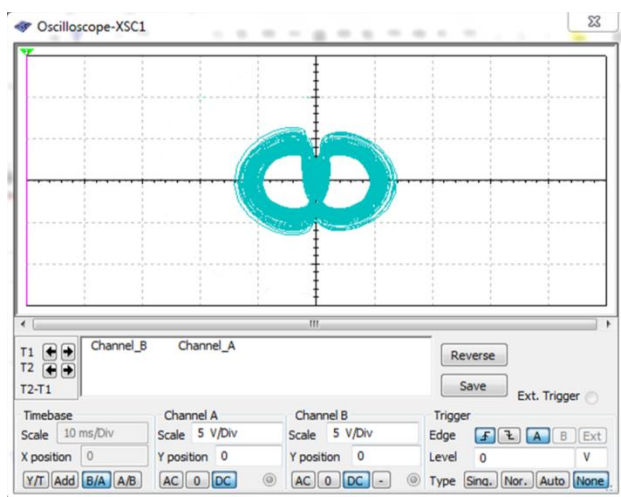 Oscilloscope-XSC1
T1
T2
T2-T1
Channel_B Channel_A
Reverse
Save
Ext. Trigger
Timebase
Scale 10 ms/Div
X position 0
Y/T Add B/A A/B
Channel A
Scale 5 V/Div
Y position 0
AC 0 DC
Channel B
Scale 5 V/Div
Y position 0
AC 0 DC -
Trigger
Edge A B Ext
Level 0 V
Type Sing. Nor. Auto None